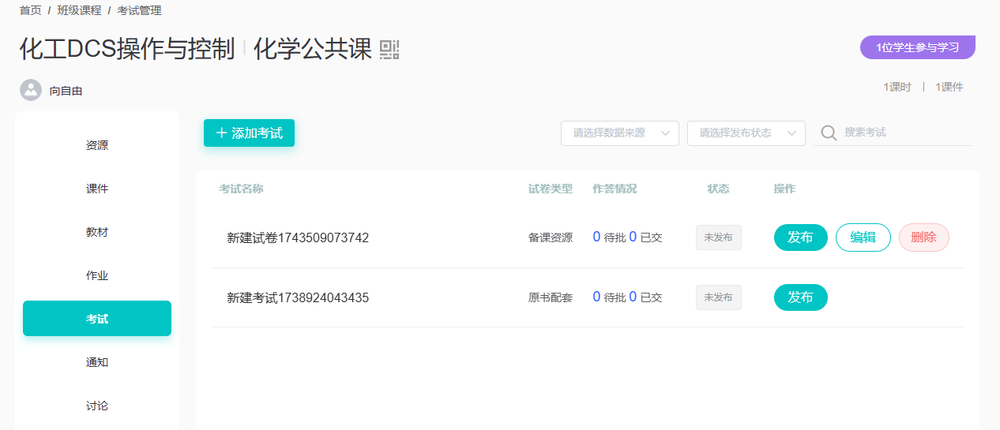 首页 / 班级课程 / 考试管理
化工DCS操作与控制 | 化学公共课
1位学生参与学习
向自由
1课时 | 1课件
资源
课件
教材
作业
考试
通知
讨论
+ 添加考试
请选择数据来源
请选择发布状态
搜索考试
考试名称 试卷类型 作答情况 状态 操作
新建试卷1743509073742 备课资源 0 待批 0 已交 未发布 发布 编辑 删除
新建考试1738924043435 原书配套 0 待批 0 已交 未发布 发布